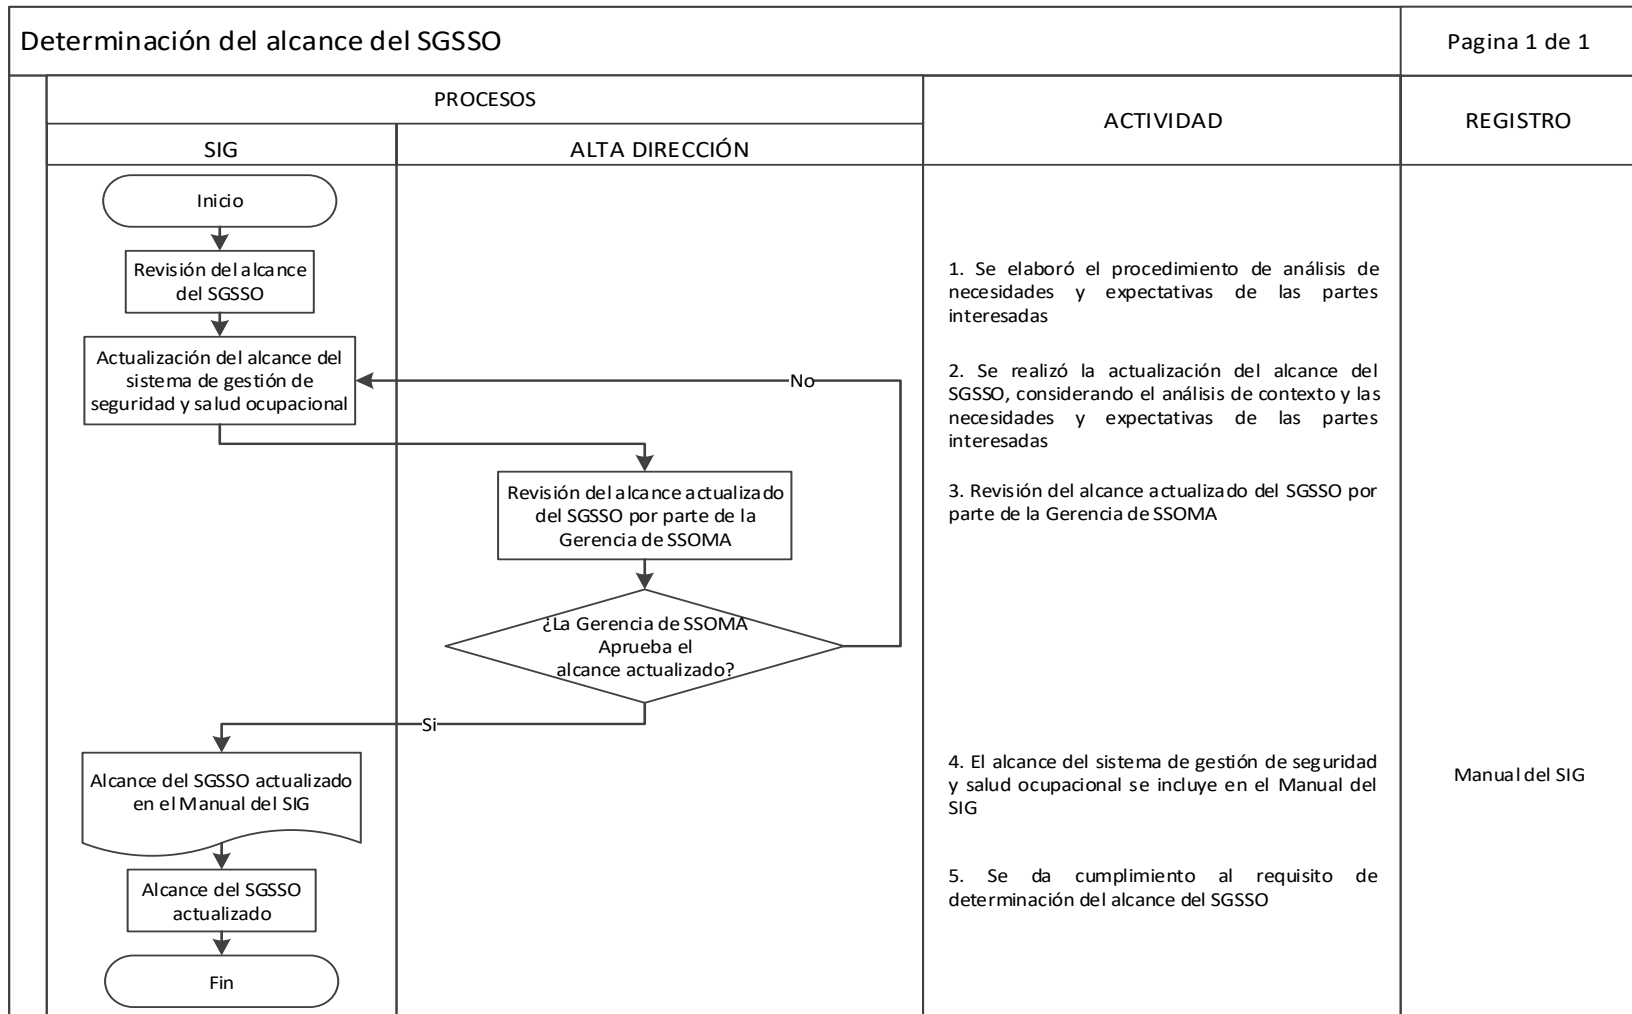 Determinación del alcance del SGSSO
Pagina 1 de 1
PROCESOS
ACTIVIDAD
REGISTRO
SIG
ALTA DIRECCIÓN
Inicio
Revisión del alcance
del SGSSO
1. Se elaboró el procedimiento de análisis de
necesidades y expectativas de las partes
interesadas
Actualización del alcance del
sistema de gestión de
seguridad y salud ocupacional
No
2. Se realizó la actualización del alcance del
SGSSO, considerando el análisis de contexto y las
necesidades y expectativas de las partes
interesadas
Revisión del alcance actualizado
del SGSSO por parte de la
Gerencia de SSOMA
3. Revisión del alcance actualizado del SGSSO por
parte de la Gerencia de SSOMA
¿La Gerencia de SSOMA
Aprueba el
alcance actualizado?
Si
Alcance del SGSSO actualizado
en el Manual del SIG
4. El alcance del sistema de gestión de seguridad
y salud ocupacional se incluye en el Manual del
SIG
Manual del SIG
Alcance del SGSSO
actualizado
5. Se da cumplimiento al requisito de
determinación del alcance del SGSSO
Fin